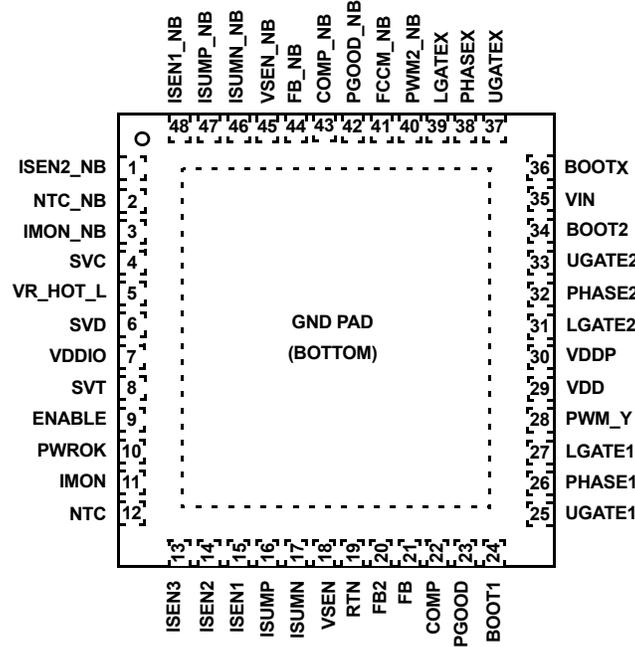 ISEN1_NB
ISUMP_NB
ISUMN_NB
VSEN_NB
FB_NB
COMP_NB
PGOOD_NB
FCCM_NB
PWM2_NB
LGATEX
PHASEX
UGATEX
48 47 46 45 44 43 42 41 40 39 38 37
ISEN2_NB 1
NTC_NB 2
IMON_NB 3
SVC 4
VR_HOT_L 5
SVD 6
VDDIO 7
SVT 8
ENABLE 9
PWROK 10
IMON 11
NTC 12
GND PAD
(BOTTOM)
36 BOOTX
35 VIN
34 BOOT2
33 UGATE2
32 PHASE2
31 LGATE2
30 VDDP
29 VDD
28 PWM_Y
27 LGATE1
26 PHASE1
25 UGATE1
13 14 15 16 17 18 19 20 21 22 23 24
ISEN3
ISEN2
ISEN1
ISUMP
ISUMN
VSEN
RTN
FB2
FB
COMP
PGOOD
BOOT1